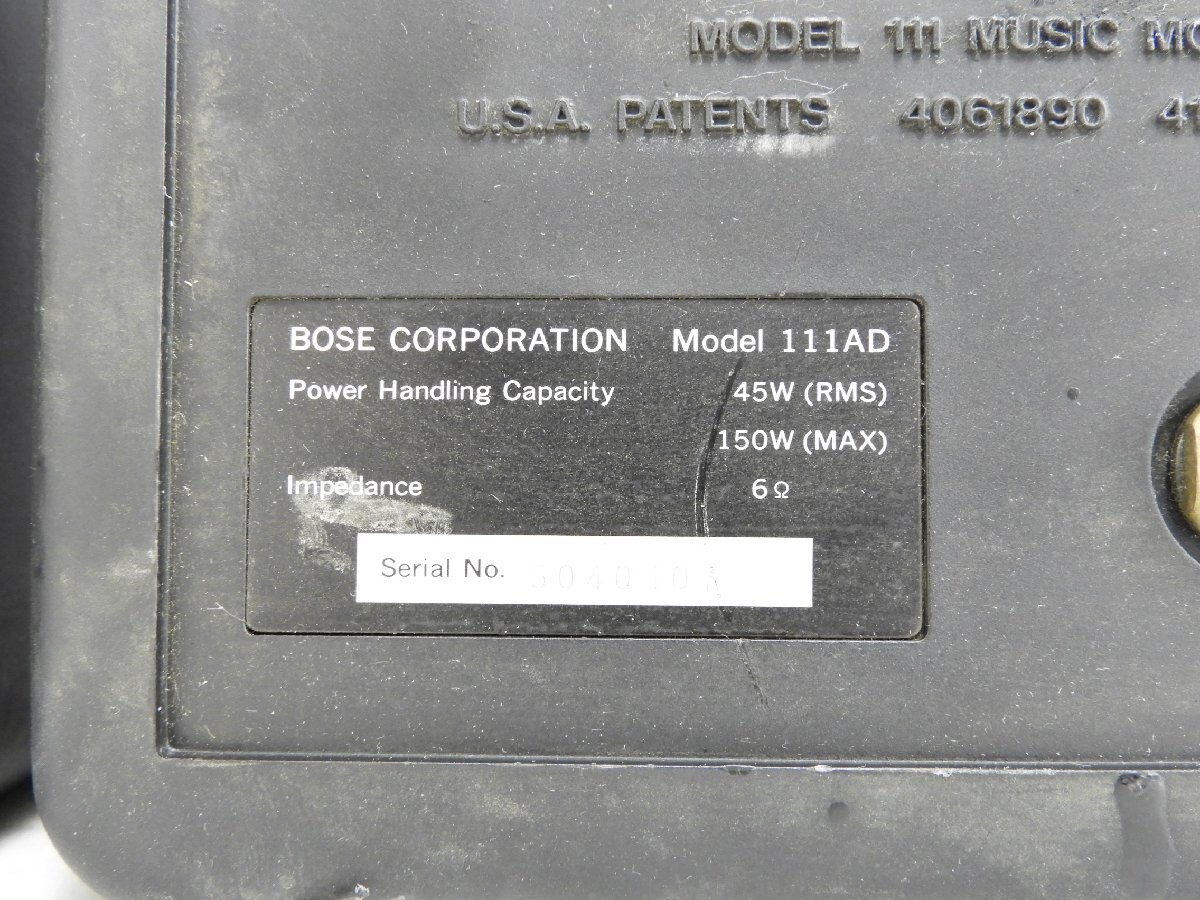 MODEL 111 MUSIC
U.S.A. PATENTS 4061890
BOSE CORPORATION Model 111AD
Power Handling Capacity 45W (RMS)
150W (MAX)
Impedance 6Ω
Serial No.